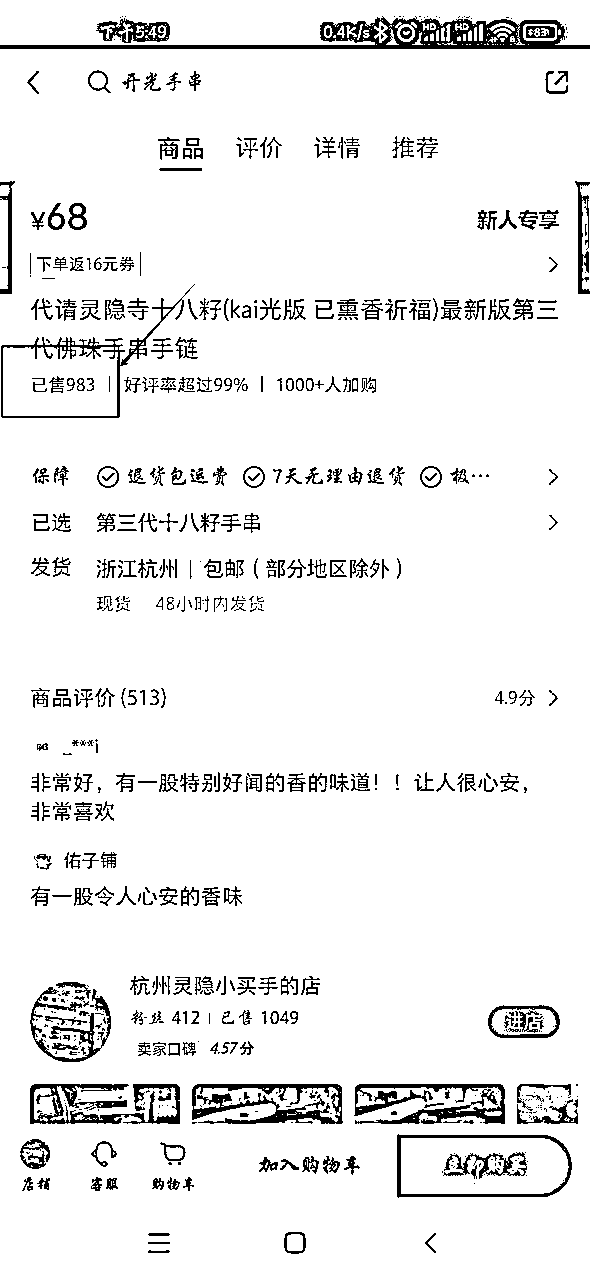 下午5:49 0.4K/s HD HD 83
开光手串
商品 评价 详情 推荐
¥68 新人专享
下单返16元券
代请灵隐寺十八籽(kai光版 已熏香祈福)最新版第三
代佛珠手串手链
已售983 | 好评率超过99% | 1000+人加购
保障 退货包运费 7天无理由退货 极…
已选 第三代十八籽手串
发货 浙江杭州 | 包邮（部分地区除外）
现货 48小时内发货
商品评价 (513) 4.9分
_***i
非常好，有一股特别好闻的香的味道！！让人很心安，
非常喜欢
佑子铺
有一股令人心安的香味
杭州灵隐小买手的店
粉丝 412 | 已售 1049
进店
卖家口碑 4.57分
店铺 客服 购物车 加入购物车 立即购买